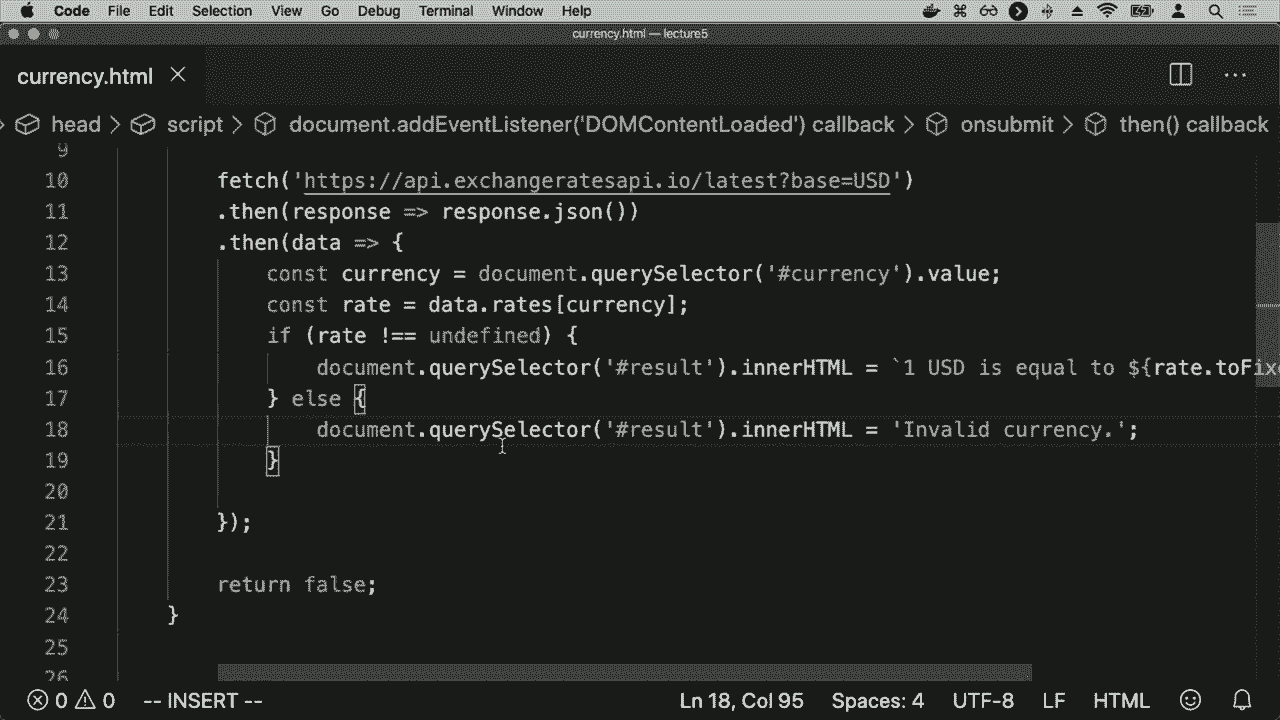 Code File Edit Selection View Go Debug Terminal Window Help
currency.html — lecture5
currency.html
head script document.addEventListener('DOMContentLoaded') callback onsubmit then() callback
9
10 fetch('https://api.exchangeratesapi.io/latest?base=USD')
11 .then(response => response.json())
12 .then(data => {
13 const currency = document.querySelector('#currency').value;
14 const rate = data.rates[currency];
15 if (rate !== undefined) {
16 document.querySelector('#result').innerHTML = `1 USD is equal to ${rate.toFix
17 } else {
18 document.querySelector('#result').innerHTML = 'Invalid currency.';
19 }
20
21 });
22
23 return false;
24 }
25
26
0 0 -- INSERT -- Ln 18, Col 95 Spaces: 4 UTF-8 LF HTML